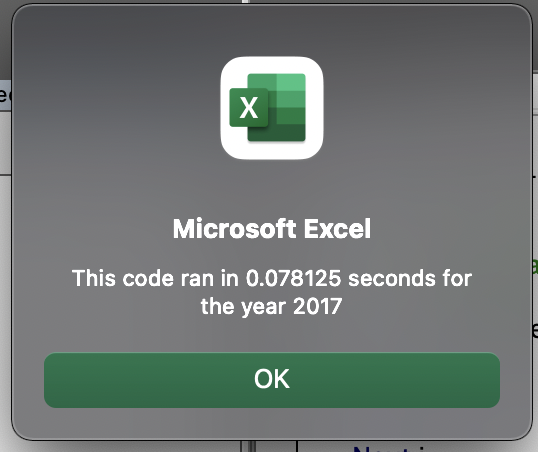 X
Microsoft Excel
This code ran in 0.078125 seconds for
the year 2017
OK